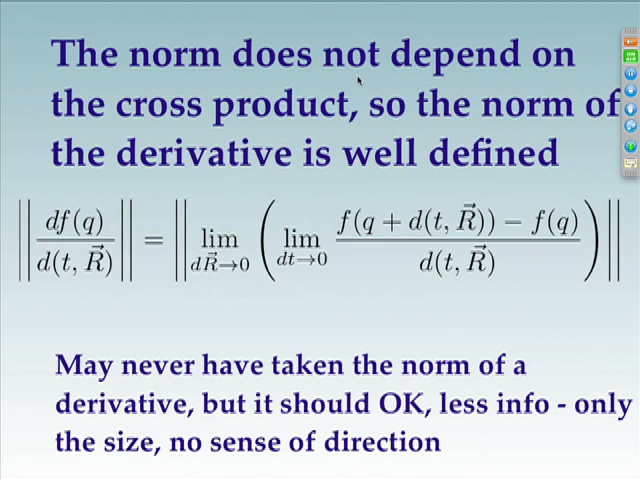 The norm does not depend on
the cross product, so the norm of
the derivative is well defined
|| df(q) / d(t, R⃗) || = || lim_{dR⃗→0} ( lim_{dt→0} f(q + d(t, R⃗)) − f(q) / d(t, R⃗) ) ||
May never have taken the norm of a
derivative, but it should OK, less info - only
the size, no sense of direction